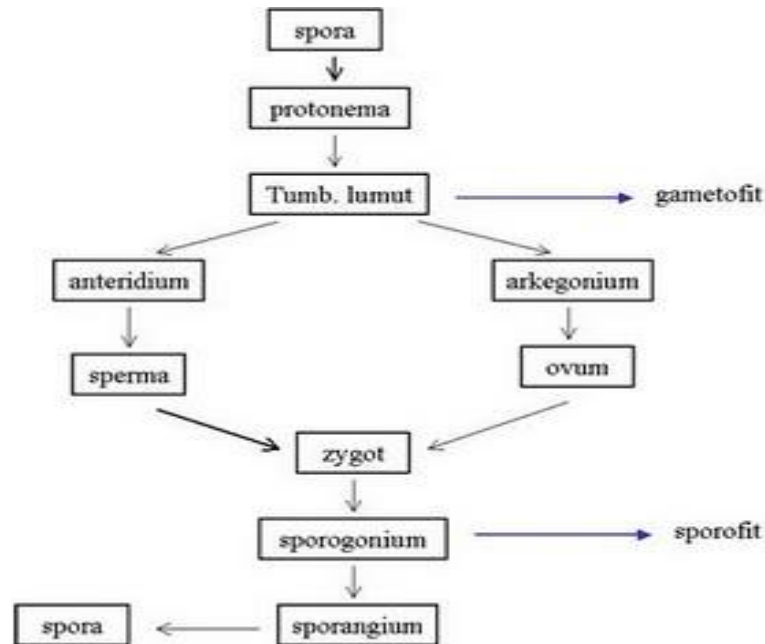 spora
protonema
Tumb. lumut
gametofit
anteridium
arkegonium
sperma
ovum
zygot
sporogonium
sporofit
spora
sporangium